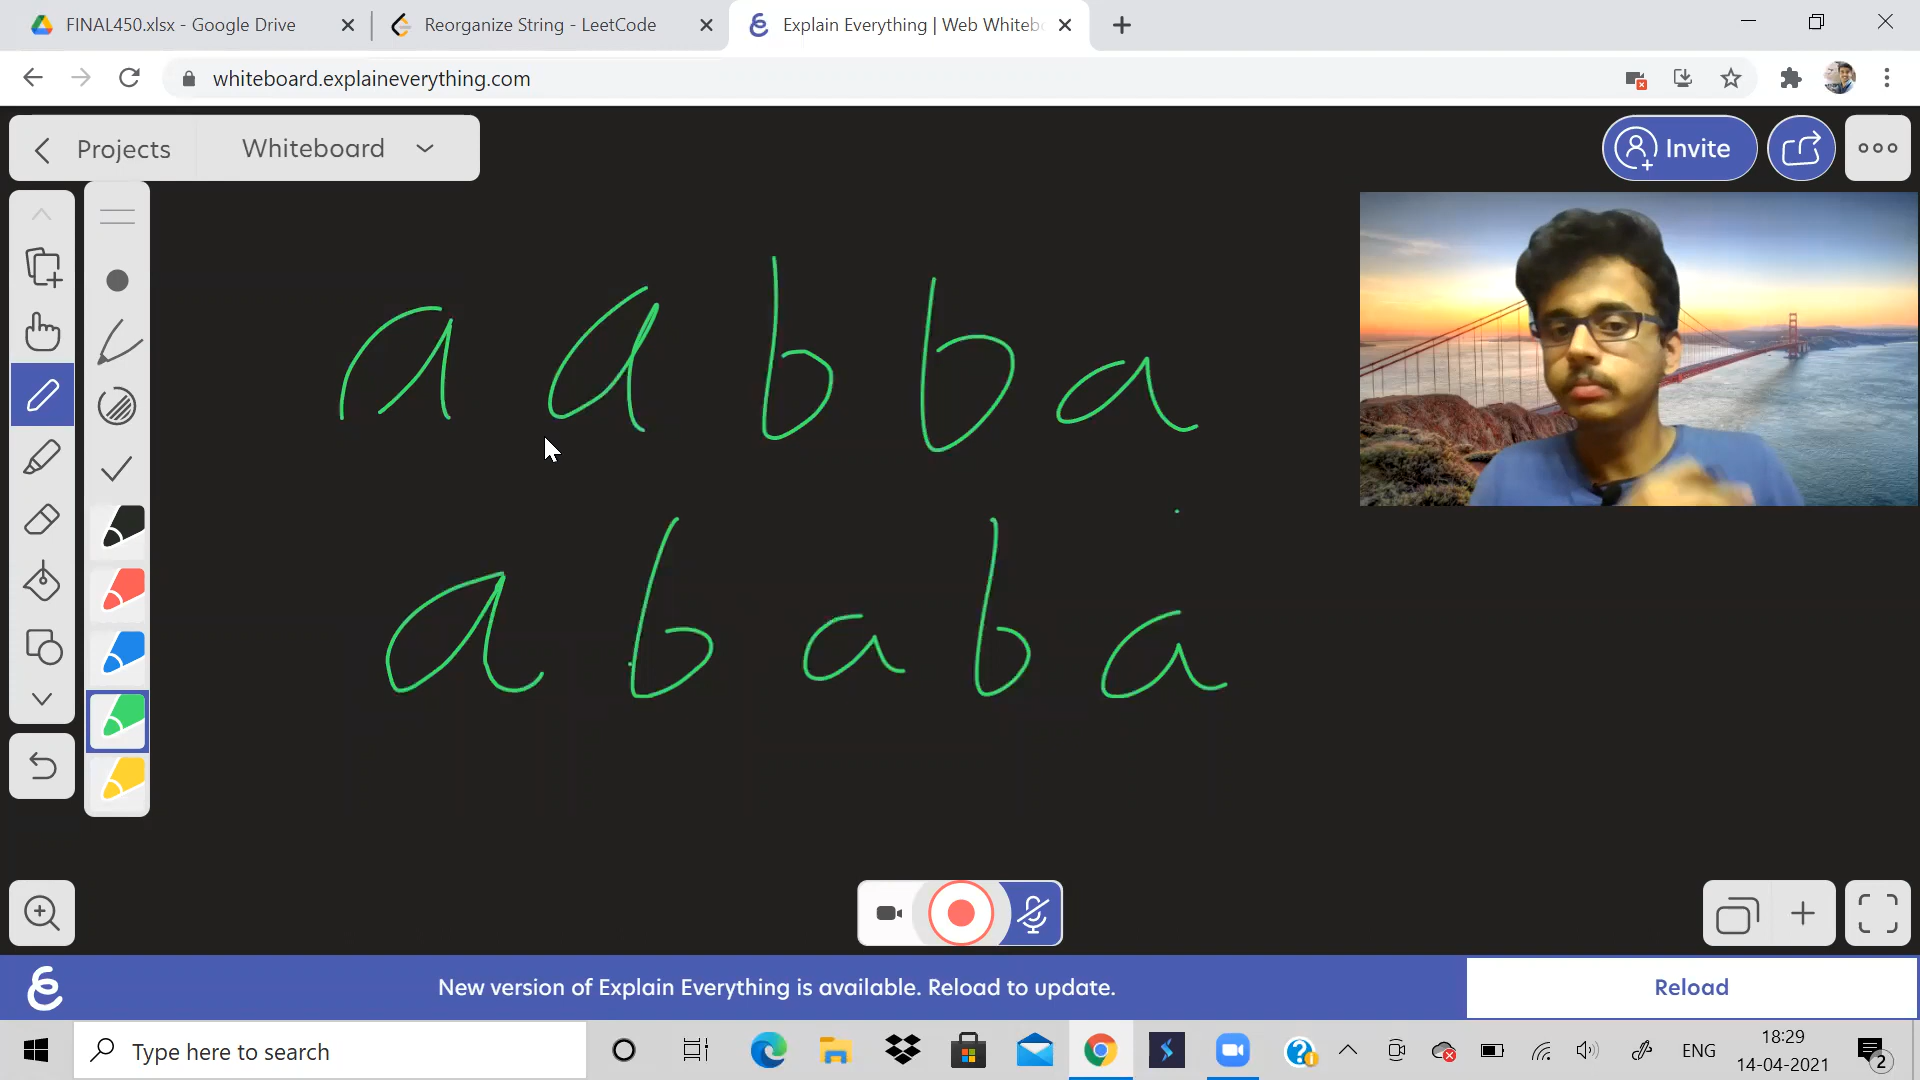 FINAL450.xlsx - Google Drive
Reorganize String - LeetCode
Explain Everything | Web Whiteb
whiteboard.explaineverything.com
Projects
Whiteboard
Invite
a a b b a
a b a b a
New version of Explain Everything is available. Reload to update.
Reload
Type here to search
ENG
18:29
14-04-2021
2